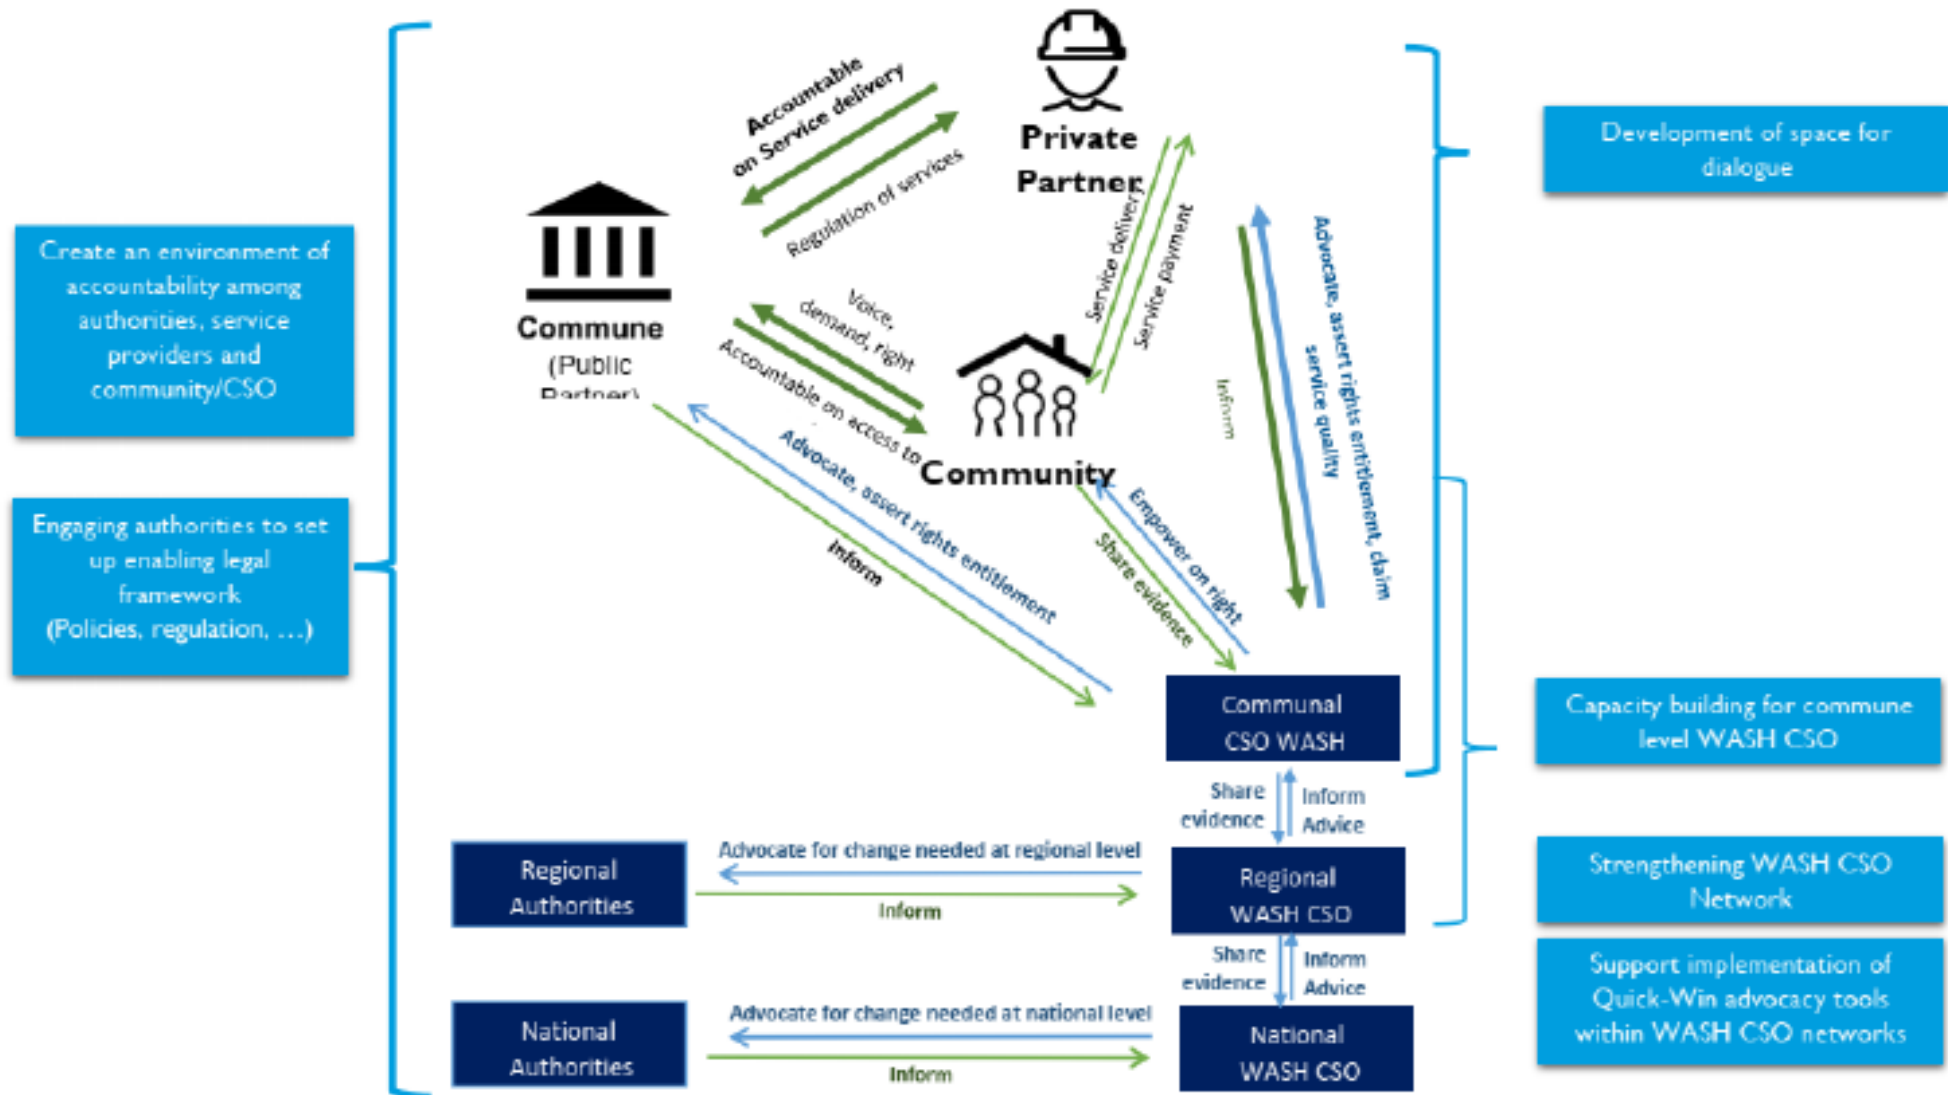 Accountable
on Service delivery
Regulation of services
Private
Partner
Development of space for
dialogue
Create an environment of
accountability among
authorities, service
providers and
community/CSO
Commune
(Public
Partner)
Voice,
demand, right
Accountable on access to
Service delivery
Service payment
Community
Inform
Advocate, assert rights entitlement, claim
service quality
Engaging authorities to set
up enabling legal
framework
(Policies, regulation, ...)
Advocate, assert rights entitlement
Inform
Empower on right
Share evidence
Communal
CSO WASH
Capacity building for commune
level WASH CSO
Share
evidence
Inform
Advice
Regional
Authorities
Advocate for change needed at regional level
Inform
Regional
WASH CSO
Strengthening WASH CSO
Network
Share
evidence
Inform
Advice
Support implementation of
Quick-Win advocacy tools
within WASH CSO networks
National
Authorities
Advocate for change needed at national level
Inform
National
WASH CSO